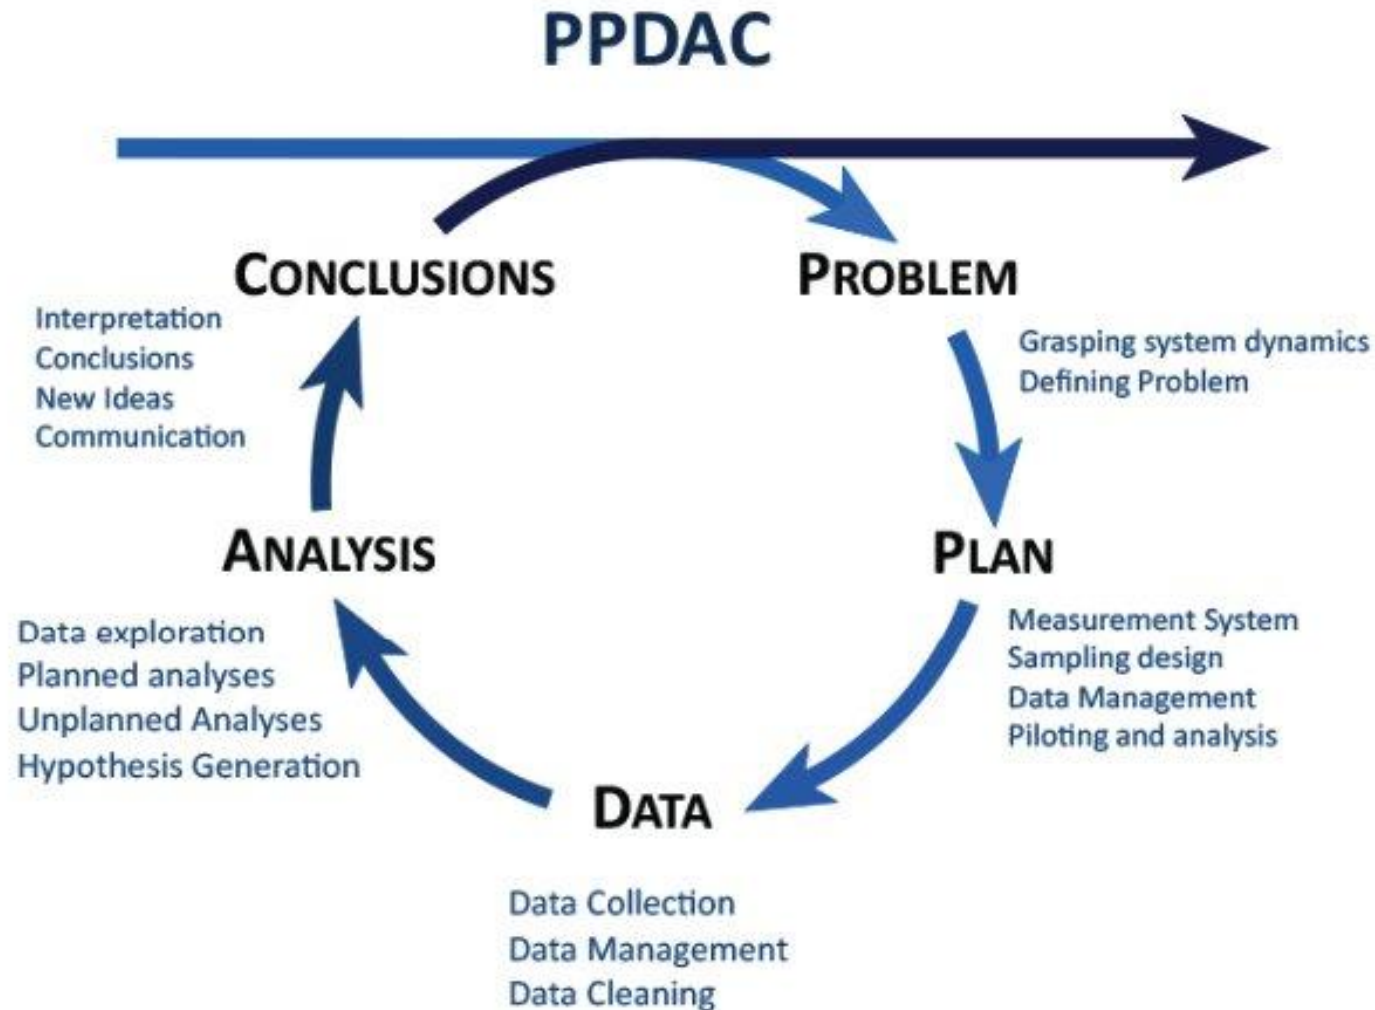 PPDAC
CONCLUSIONS
Interpretation
Conclusions
New Ideas
Communication
PROBLEM
Grasping system dynamics
Defining Problem
ANALYSIS
Data exploration
Planned analyses
Unplanned Analyses
Hypothesis Generation
PLAN
Measurement System
Sampling design
Data Management
Piloting and analysis
DATA
Data Collection
Data Management
Data Cleaning